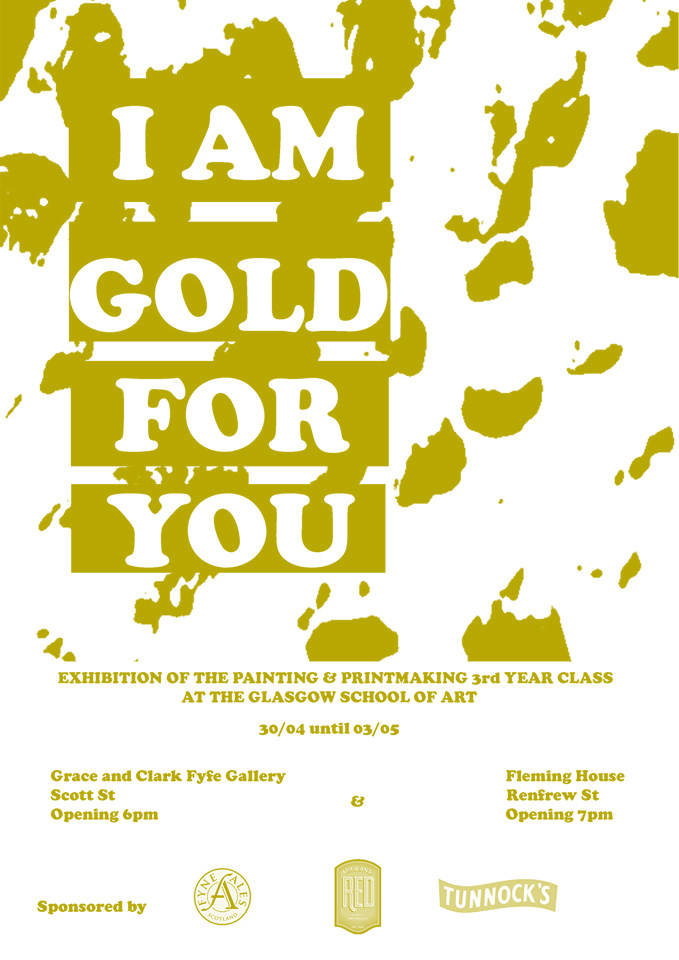 I AM
GOLD
FOR
YOU
EXHIBITION OF THE PAINTING & PRINTMAKING 3rd YEAR CLASS
AT THE GLASGOW SCHOOL OF ART
30/04 until 03/05
Grace and Clark Fyfe Gallery
Scott St
Opening 6pm
&
Fleming House
Renfrew St
Opening 7pm
Sponsored by
FYNE ALES
FA
SCOTLAND
RED
TUNNOCK'S